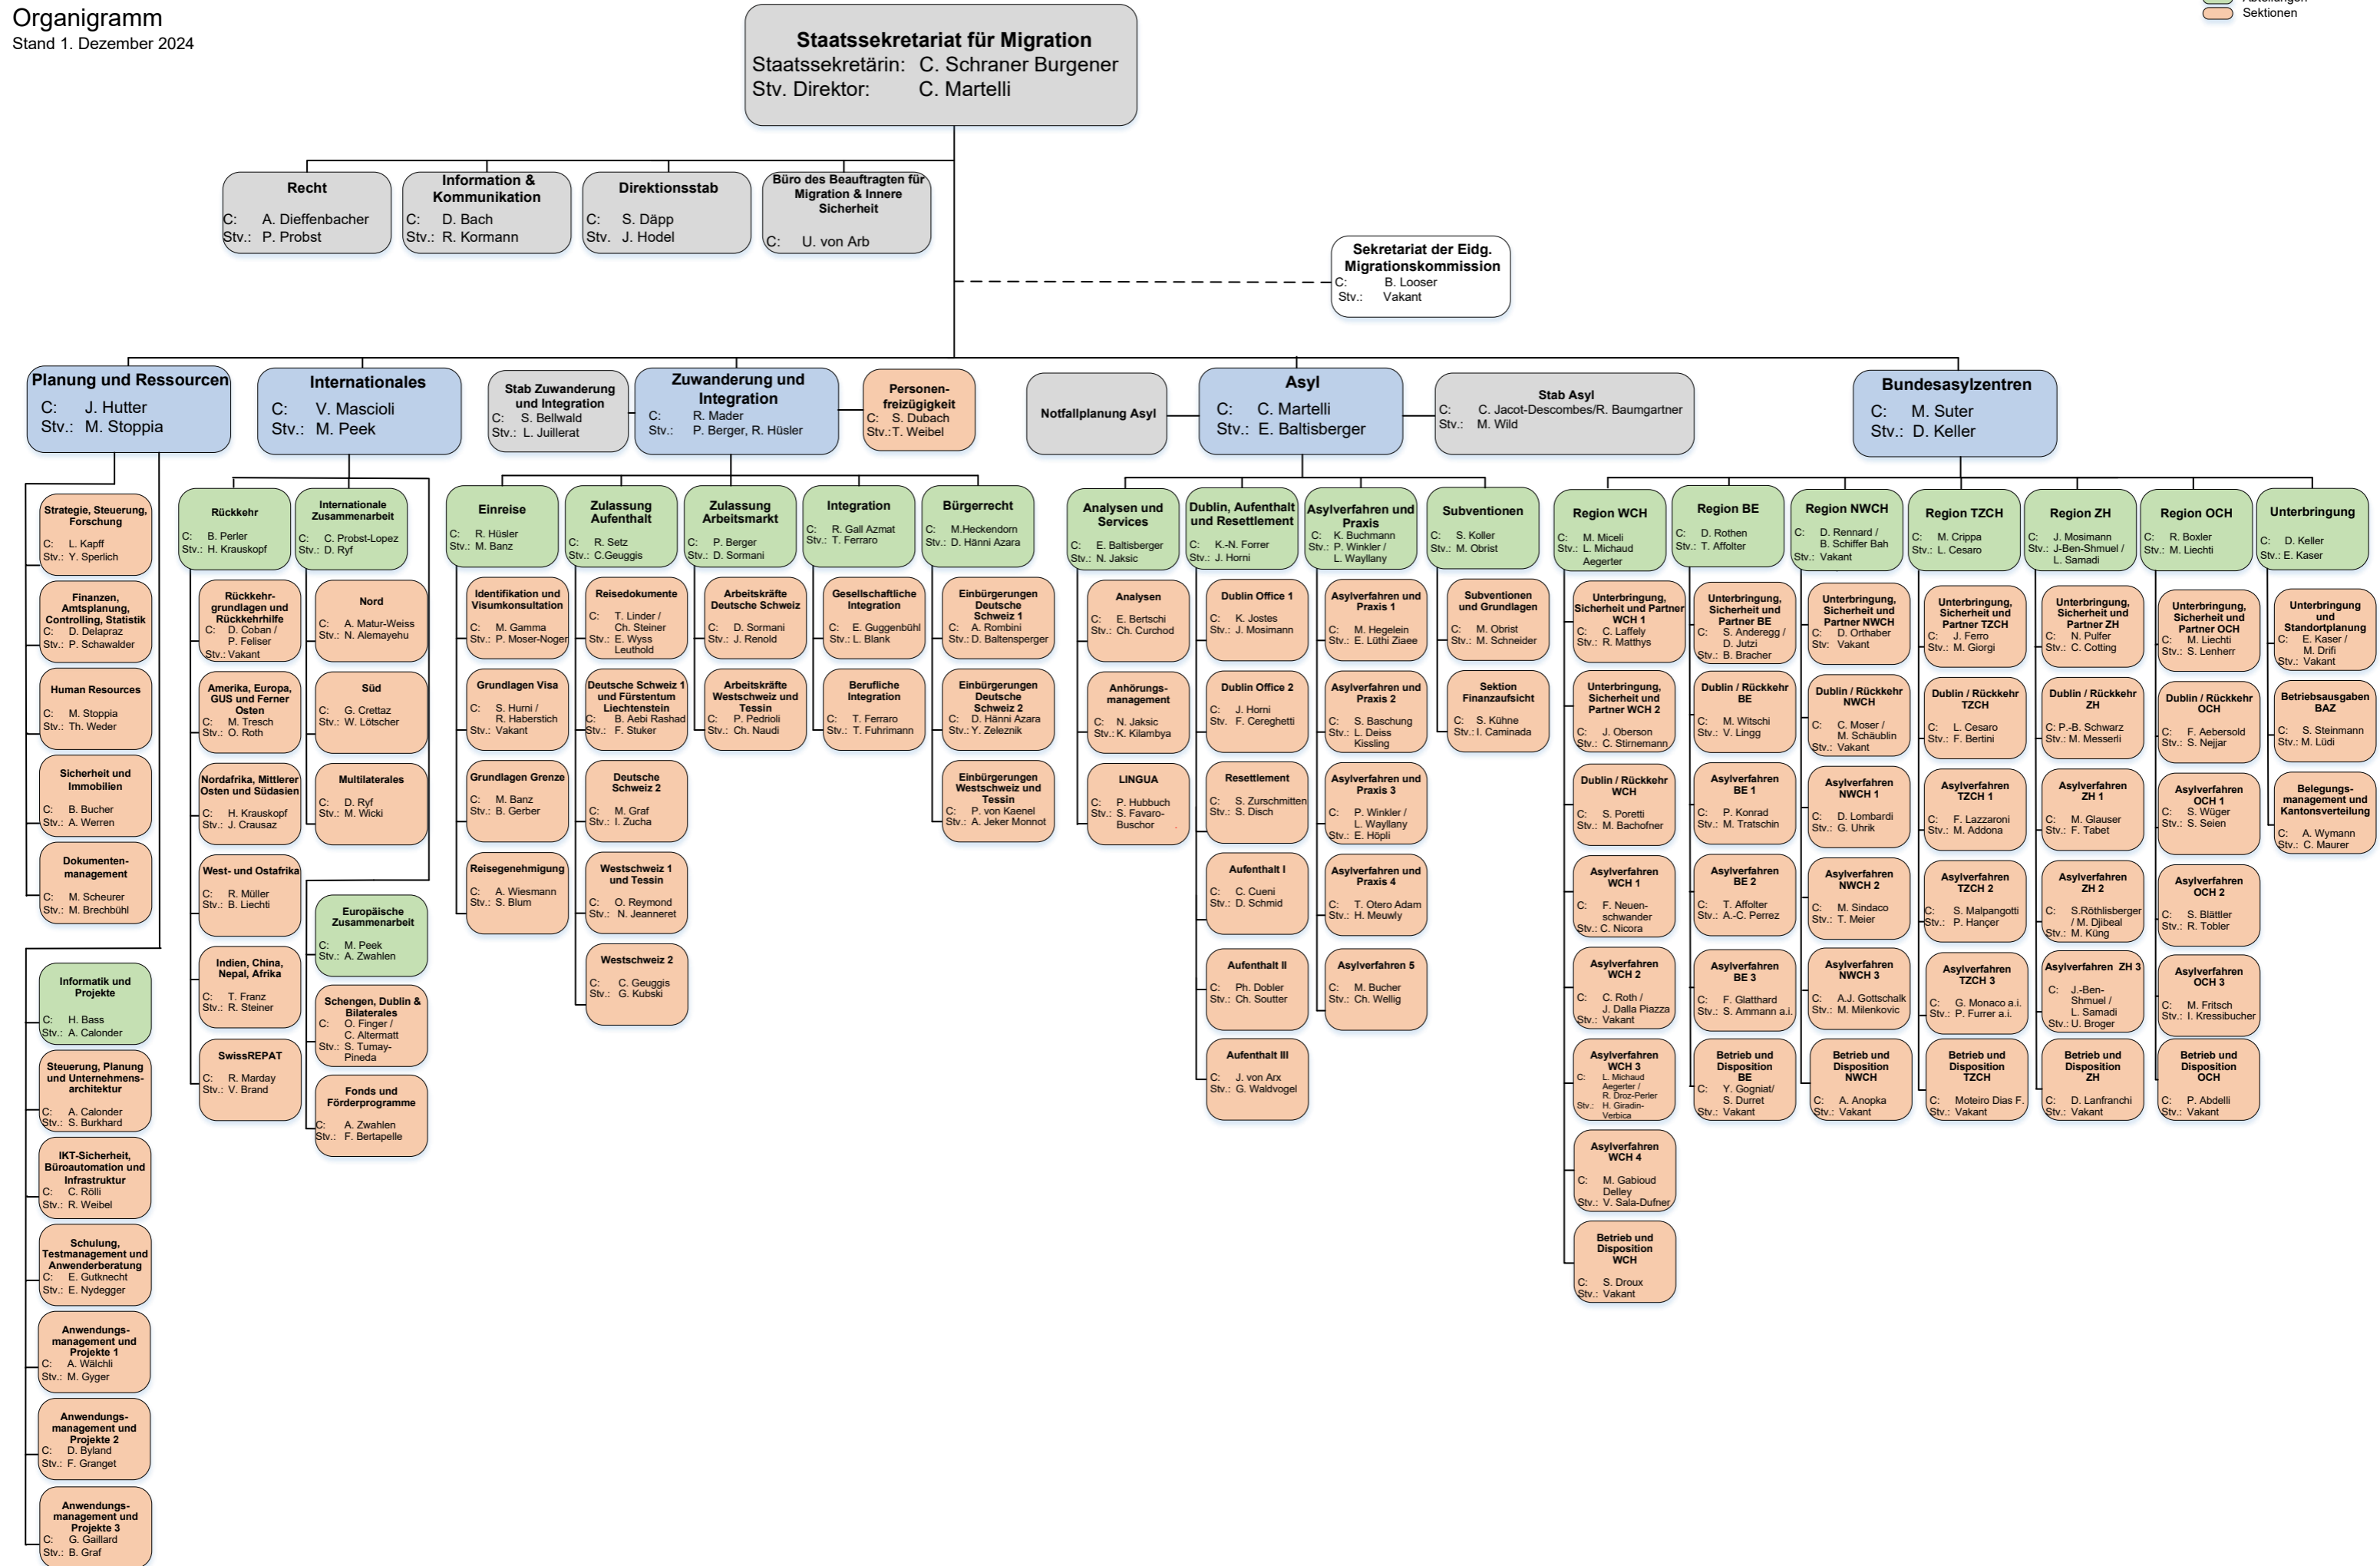 Organigramm
Stand 1. Dezember 2024
Sektionen
Staatssekretariat für Migration
Staatssekretärin: C. Schraner Burgener
Stv. Direktor: C. Martelli
Recht
C: A. Dieffenbacher
Stv.: P. Probst
Information &
Kommunikation
C: D. Bach
Stv.: R. Kormann
Direktionsstab
C: S. Däpp
Stv. J. Hodel
Büro des Beauftragten für
Migration & Innere
Sicherheit
C: U. von Arb
Sekretariat der Eidg.
Migrationskommission
C: B. Looser
Stv.: Vakant
Planung und Ressourcen
C: J. Hutter
Stv.: M. Stoppia
Internationales
C: V. Mascioli
Stv.: M. Peek
Stab Zuwanderung
und Integration
C: S. Bellwald
Stv.: L. Juillerat
Zuwanderung und
Integration
C: R. Mader
Stv.: P. Berger, R. Hüsler
Personen-
freizügigkeit
C: S. Dubach
Stv.: T. Weibel
Notfallplanung Asyl
Asyl
C: C. Martelli
Stv.: E. Baltisberger
Stab Asyl
C: C. Jacot-Descombes/R. Baumgartner
Stv.: M. Wild
Bundesasylzentren
C: M. Suter
Stv.: D. Keller
Strategie, Steuerung,
Forschung
C: L. Kapff
Stv.: Y. Sperlich
Finanzen,
Amtsplanung,
Controlling, Statistik
C: D. Delapraz
Stv.: P. Schawalder
Human Resources
C: M. Stoppia
Stv.: Th. Weder
Sicherheit und
Immobilien
C: B. Bucher
Stv.: A. Werren
Dokumenten-
management
C: M. Scheurer
Stv.: M. Brechbühl
Informatik und
Projekte
C: H. Bass
Stv.: A. Calonder
Steuerung, Planung
und Unternehmens-
architektur
C: A. Calonder
Stv.: S. Burkhard
IKT-Sicherheit,
Büroautomation und
Infrastruktur
C: C. Rölli
Stv.: R. Weibel
Schulung,
Testmanagement und
Anwenderberatung
C: E. Gutknecht
Stv.: E. Nydegger
Anwendungs-
management und
Projekte 1
C: A. Wälchli
Stv.: M. Gyger
Anwendungs-
management und
Projekte 2
C: D. Byland
Stv.: F. Granget
Anwendungs-
management und
Projekte 3
C: G. Gaillard
Stv.: B. Graf
Rückkehr
C: B. Perler
Stv.: H. Krauskopf
Rückkehr-
grundlagen und
Rückkehrhilfe
C: D. Coban /
P. Feliser
Stv.: Vakant
Amerika, Europa,
GUS und Ferner
Osten
C: M. Tresch
Stv.: O. Roth
Nordafrika, Mittlerer
Osten und Südasien
C: H. Krauskopf
Stv.: J. Crausaz
West- und Ostafrika
C: R. Müller
Stv.: B. Liechti
Indien, China,
Nepal, Afrika
C: T. Franz
Stv.: R. Steiner
SwissREPAT
C: R. Marday
Stv.: V. Brand
Internationale
Zusammenarbeit
C: C. Probst-Lopez
Stv.: D. Ryf
Nord
C: A. Matur-Weiss
Stv.: N. Alemayehu
Süd
C: G. Crettaz
Stv.: W. Lötscher
Multilaterales
C: D. Ryf
Stv.: M. Wicki
Europäische
Zusammenarbeit
C: M. Peek
Stv.: A. Zwahlen
Schengen, Dublin &
Bilaterales
C: O. Finger /
C. Altermatt
Stv.: S. Tumay-
Pineda
Fonds und
Förderprogramme
C: A. Zwahlen
Stv.: F. Bertapelle
Einreise
C: R. Hüsler
Stv.: M. Banz
Identifikation und
Visumkonsultation
C: M. Gamma
Stv.: P. Moser-Noger
Grundlagen Visa
C: S. Hurni /
R. Haberstich
Stv.: Vakant
Grundlagen Grenze
C: M. Banz
Stv.: B. Gerber
Reisegenehmigung
C: A. Wiesmann
Stv.: S. Blum
Zulassung
Aufenthalt
C: R. Setz
Stv.: C.Geuggis
Reisedokumente
C: T. Linder /
Ch. Steiner
Stv.: E. Wyss
Leuthold
Deutsche Schweiz 1
und Fürstentum
Liechtenstein
C: B. Aebi Rashad
Stv.: F. Stuker
Deutsche
Schweiz 2
C: M. Graf
Stv.: I. Zucha
Westschweiz 1
und Tessin
C: O. Reymond
Stv.: N. Jeanneret
Westschweiz 2
C: C. Geuggis
Stv.: G. Kubski
Zulassung
Arbeitsmarkt
C: P. Berger
Stv.: D. Sormani
Arbeitskräfte
Deutsche Schweiz
C: D. Sormani
Stv.: J. Renold
Arbeitskräfte
Westschweiz und
Tessin
C: P. Pedrioli
Stv.: Ch. Naudi
Integration
C: R. Gall Azmat
Stv.: T. Ferraro
Gesellschaftliche
Integration
C: E. Guggenbühl
Stv.: L. Blank
Berufliche
Integration
C: T. Ferraro
Stv.: T. Fuhrimann
Bürgerrecht
C: M.Heckendorn
Stv.: D. Hänni Azara
Einbürgerungen
Deutsche
Schweiz 1
C: A. Rombini
Stv.: D. Baltensperger
Einbürgerungen
Deutsche
Schweiz 2
C: D. Hänni Azara
Stv.: Y. Zeleznik
Einbürgerungen
Westschweiz und
Tessin
C: P. von Kaenel
Stv.: A. Jeker Monnot
Analysen und
Services
C: E. Baltisberger
Stv.: N. Jaksic
Analysen
C: E. Bertschi
Stv.: Ch. Curchod
Anhörungs-
management
C: N. Jaksic
Stv.: K. Kilambya
LINGUA
C: P. Hubbuch
Stv.: S. Favaro-
Buschor
Dublin, Aufenthalt
und Resettlement
C: K.-N. Forrer
Stv.: J. Horni
Dublin Office 1
C: K. Jostes
Stv.: J. Mosimann
Dublin Office 2
C: J. Horni
Stv. F. Cereghetti
Resettlement
C: S. Zurschmitten
Stv.: S. Disch
Aufenthalt I
C: C. Cueni
Stv.: D. Schmid
Aufenthalt II
C: Ph. Dobler
Stv.: Ch. Soutter
Aufenthalt III
C: J. von Arx
Stv.: G. Waldvogel
Asylverfahren und
Praxis
C: K. Buchmann
Stv.: P. Winkler /
L. Wayllany
Asylverfahren und
Praxis 1
C: M. Hegelein
Stv.: E. Lüthi Ziaee
Asylverfahren und
Praxis 2
C: S. Baschung
Stv.: L. Deiss
Kissling
Asylverfahren und
Praxis 3
C: P. Winkler /
L. Wayllany
Stv.: E. Höpli
Asylverfahren und
Praxis 4
C: T. Otero Adam
Stv.: H. Meuwly
Asylverfahren 5
C: M. Bucher
Stv.: Ch. Wellig
Subventionen
C: S. Koller
Stv.: M. Obrist
Subventionen
und Grundlagen
C: M. Obrist
Stv.: M. Schneider
Sektion
Finanzaufsicht
C: S. Kühne
Stv.: I. Caminada
Region WCH
C: M. Miceli
Stv.: L. Michaud
Aegerter
Unterbringung,
Sicherheit und Partner
WCH 1
C: C. Laffely
Stv.: R. Matthys
Unterbringung,
Sicherheit und
Partner WCH 2
C: J. Oberson
Stv.: C. Stirnemann
Dublin / Rückkehr
WCH
C: S. Poretti
Stv.: M. Bachofner
Asylverfahren
WCH 1
C: F. Neuen-
schwander
Stv.: C. Nicora
Asylverfahren
WCH 2
C: C. Roth /
J. Dalla Piazza
Stv.: Vakant
Asylverfahren
WCH 3
C: L. Michaud
Aegerter /
R. Droz-Perler
Stv.: H. Giradin-
Verbica
Asylverfahren
WCH 4
C: M. Gabioud
Delley
Stv.: V. Sala-Dufner
Betrieb und
Disposition
WCH
C: S. Droux
Stv.: Vakant
Region BE
C: D. Rothen
Stv.: T. Affolter
Unterbringung,
Sicherheit und
Partner BE
C: S. Anderegg /
D. Jutzi
Stv.: B. Bracher
Dublin / Rückkehr
BE
C: M. Witschi
Stv.: V. Lingg
Asylverfahren
BE 1
C: P. Konrad
Stv.: M. Tratschin
Asylverfahren
BE 2
C: T. Affolter
Stv.: A.-C. Perrez
Asylverfahren
BE 3
C: F. Glatthard
Stv.: S. Ammann a.i.
Betrieb und
Disposition
BE
C: Y. Gogniat/
S. Durret
Stv.: Vakant
Region NWCH
C: D. Rennard /
B. Schiffer Bah
Stv.: Vakant
Unterbringung,
Sicherheit und
Partner NWCH
C: D. Orthaber
Stv: Vakant
Dublin / Rückkehr
NWCH
C: C. Moser /
M. Schäublin
Stv.: Vakant
Asylverfahren
NWCH 1
C: D. Lombardi
Stv.: G. Uhrik
Asylverfahren
NWCH 2
C: M. Sindaco
Stv.: T. Meier
Asylverfahren
NWCH 3
C: A.J. Gottschalk
Stv.: M. Milenkovic
Betrieb und
Disposition
NWCH
C: A. Anopka
Stv.: Vakant
Region TZCH
C: M. Crippa
Stv.: L. Cesaro
Unterbringung,
Sicherheit und
Partner TZCH
C: J. Ferro
Stv.: M. Giorgi
Dublin / Rückkehr
TZCH
C: L. Cesaro
Stv.: F. Bertini
Asylverfahren
TZCH 1
C: F. Lazzaroni
Stv.: M. Addona
Asylverfahren
TZCH 2
C: S. Malpangotti
Stv.: P. Hançer
Asylverfahren
TZCH 3
C: G. Monaco a.i.
Stv.: P. Furrer a.i.
Betrieb und
Disposition
TZCH
C: Moteiro Dias F.
Stv.: Vakant
Region ZH
C: J. Mosimann
Stv.: J-Ben-Shmuel /
L. Samadi
Unterbringung,
Sicherheit und
Partner ZH
C: N. Pulfer
Stv.: C. Cotting
Dublin / Rückkehr
ZH
C: P.-B. Schwarz
Stv.: M. Messerli
Asylverfahren
ZH 1
C: M. Glauser
Stv.: F. Tabet
Asylverfahren
ZH 2
C: S.Röthlisberger
/ M. Djibeal
Stv.: M. Küng
Asylverfahren ZH 3
C: J.-Ben-
Shmuel /
L. Samadi
Stv.: U. Broger
Betrieb und
Disposition
ZH
C: D. Lanfranchi
Stv.: Vakant
Region OCH
C: R. Boxler
Stv.: M. Liechti
Unterbringung,
Sicherheit und
Partner OCH
C: M. Liechti
Stv.: S. Lenherr
Dublin / Rückkehr
OCH
C: F. Aebersold
Stv.: S. Nejjar
Asylverfahren
OCH 1
C: S. Wüger
Stv.: S. Seien
Asylverfahren
OCH 2
C: S. Blättler
Stv.: R. Tobler
Asylverfahren
OCH 3
C: M. Fritsch
Stv.: I. Kressibucher
Betrieb und
Disposition
OCH
C: P. Abdelli
Stv.: Vakant
Unterbringung
C: D. Keller
Stv.: E. Kaser
Unterbringung
und
Standortplanung
C: E. Kaser /
M. Drifi
Stv.: Vakant
Betriebsausgaben
BAZ
C: S. Steinmann
Stv.: M. Lüdi
Belegungs-
management und
Kantonsverteilung
C: A. Wymann
Stv.: C. Maurer